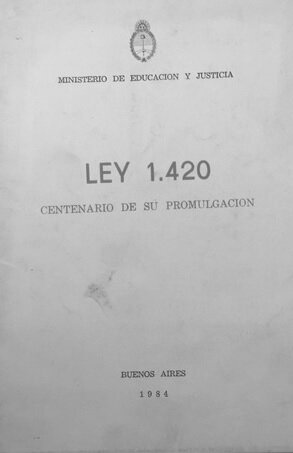 MINISTERIO DE EDUCACION Y JUSTICIA
LEY 1.420
CENTENARIO DE SU PROMULGACION
BUENOS AIRES
1984